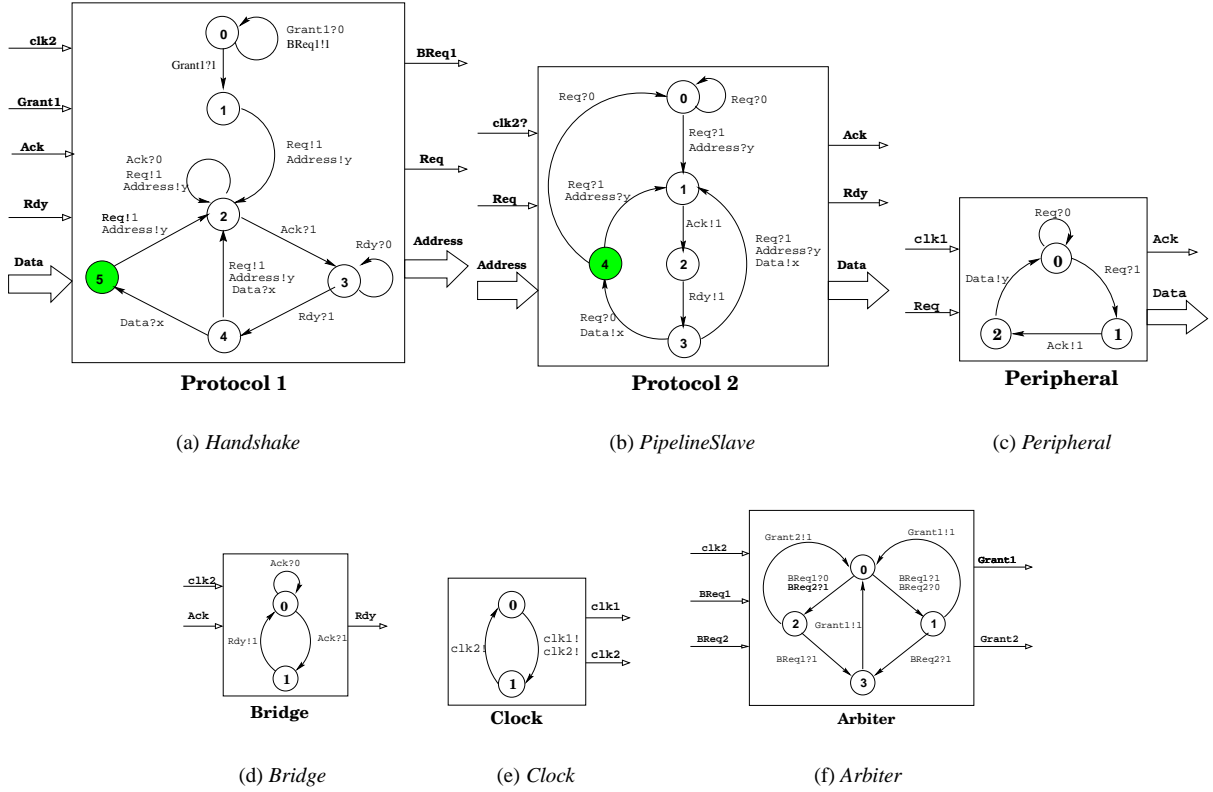 clk2
Grant1
Ack
Rdy
Data
0
Grant1?0
BReq1!1
Grant1?1
1
Req!1
Address!y
Ack?0
Req!1
Address!y
2
Req!1
Address!y
Ack?1
Rdy?0
3
5
Req!1
Address!y
Data?x
Data?x
Rdy?1
4
BReq1
Req
Address
Protocol 1
(a) Handshake
clk2?
Req
Address
Req?0
0
Req?0
Req?1
Address?y
Req?1
Address?y
1
Ack!1
4
2
Req?1
Address?y
Data!x
Rdy!1
Req?0
Data!x
3
Ack
Rdy
Data
Protocol 2
(b) PipelineSlave
clk1
Req
Req?0
0
Data!y
Req?1
2
Ack!1
1
Ack
Data
Peripheral
(c) Peripheral
clk2
Ack
Ack?0
0
Rdy!1
Ack?1
1
Rdy
Bridge
(d) Bridge
0
clk2!
clk1!
clk2!
1
clk1
clk2
Clock
(e) Clock
clk2
BReq1
BReq2
Grant2!1
Grant1!1
0
BReq1?0
BReq2?1
BReq1?1
BReq2?0
2
Grant1!1
1
BReq1?1
BReq2?1
3
Grant1
Grant2
Arbiter
(f) Arbiter